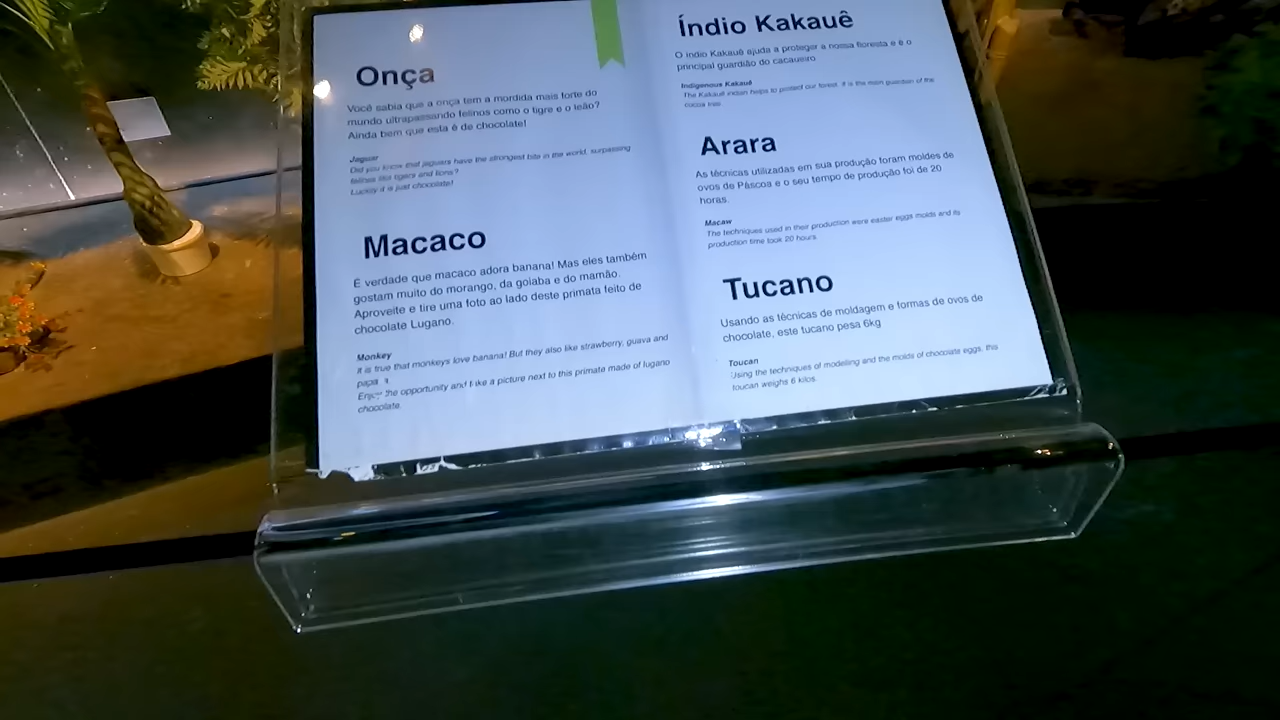 Onça
Você sabia que a onça tem a mordida mais forte do
mundo ultrapassando felinos como o tigre e o leão?
Ainda bem que esta é de chocolate!
Jaguar
Did you know that jaguars have the strongest bite in the world, surpassing
felines like tigers and lions?
Luckily it is just chocolate!
Macaco
É verdade que macaco adora banana! Mas eles também
gostam muito do morango, da goiaba e do mamão.
Aproveite e tire uma foto ao lado deste primata feito de
chocolate Lugano.
Monkey
It is true that monkeys love banana! But they also like strawberry, guava and
Enjoy the opportunity and take a picture next to this primate made of lugano
chocolate.
Índio Kakauê
O índio Kakauê ajuda a proteger a nossa floresta e é o
principal guardião do cacaueiro
Indigenous Kakauê
The Kakauê indian helps to protect our forest. It is the main guardian of the
cocoa tree.
Arara
As técnicas utilizadas em sua produção foram moldes de
ovos de Páscoa e o seu tempo de produção foi de 20
horas.
Macaw
The techniques used in their production were easter eggs molds and its
production time took 20 hours.
Tucano
Usando as técnicas de moldagem e formas de ovos de
chocolate, este tucano pesa 6kg
Toucan
Using the techniques of modelling and the molds of chocolate eggs, this
toucan weighs 6 kilos.